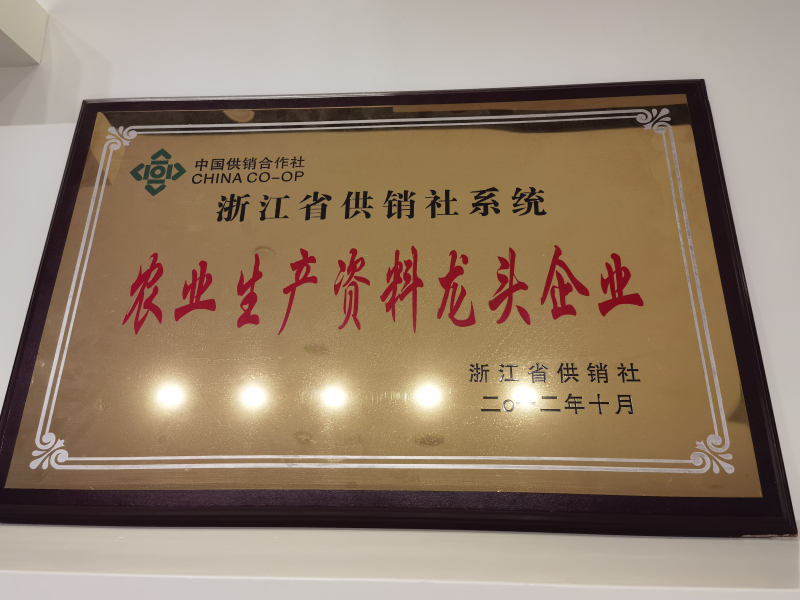 中国供销合作社
CHINA CO-OP
浙江省供销社系统
农业生产资料龙头企业
浙江省供销社
二〇一二年十月